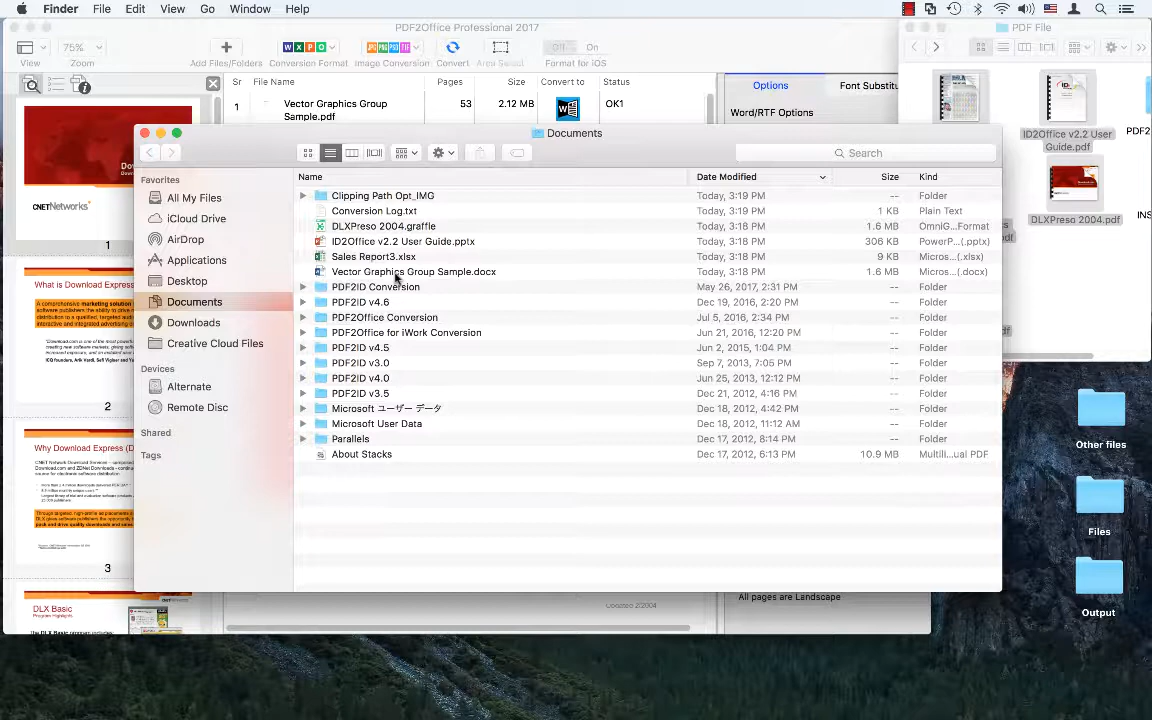 Finder File Edit View Go Window Help
PDF2Office Professional 2017
PDF File
75%
WXPO
Off On
View Zoom Add Files/Folders Conversion Format Image Conversion Convert Area Select Format for iOS
Sr File Name Pages Size Convert to Status
Options Font Substitu
1 Vector Graphics Group Sample.pdf 53 2.12 MB OK1
Word/RTF Options
ID2Office v2.2 User Guide.pdf
PDF2
DLXPreso 2004.pdf
INS
Documents
Search
Favorites
All My Files
iCloud Drive
AirDrop
Applications
Desktop
Documents
Downloads
Creative Cloud Files
Devices
Alternate
Remote Disc
Shared
Tags
Name Date Modified Size Kind
Clipping Path Opt_IMG Today, 3:19 PM -- Folder
Conversion Log.txt Today, 3:19 PM 1 KB Plain Text
DLXPreso 2004.graffle Today, 3:18 PM 1.6 MB OmniG...Format
ID2Office v2.2 User Guide.pptx Today, 3:18 PM 306 KB PowerP...(.pptx)
Sales Report3.xlsx Today, 3:18 PM 9 KB Micros...(.xlsx)
Vector Graphics Group Sample.docx Today, 3:18 PM 1.6 MB Micros...(.docx)
PDF2ID Conversion May 26, 2017, 2:31 PM -- Folder
PDF2ID v4.6 Dec 19, 2016, 2:20 PM -- Folder
PDF2Office Conversion Jul 5, 2016, 2:34 PM -- Folder
PDF2Office for iWork Conversion Jun 21, 2016, 12:20 PM -- Folder
PDF2ID v4.5 Jun 2, 2015, 1:04 PM -- Folder
PDF2ID v3.0 Sep 7, 2013, 7:05 PM -- Folder
PDF2ID v4.0 Jun 25, 2013, 12:12 PM -- Folder
PDF2ID v3.5 Dec 21, 2012, 4:16 PM -- Folder
Microsoft ユーザー データ Dec 18, 2012, 4:42 PM -- Folder
Microsoft User Data Dec 18, 2012, 11:12 AM -- Folder
Parallels Dec 17, 2012, 8:14 PM -- Folder
About Stacks Dec 17, 2012, 6:13 PM 10.9 MB Multili...ual PDF
CNETNetworks
1
What is Download Express
2
Why Download Express (D
3
DLX Basic
Program Highlights
Updated 2/2004
All pages are Landscape
Other files
Files
Output